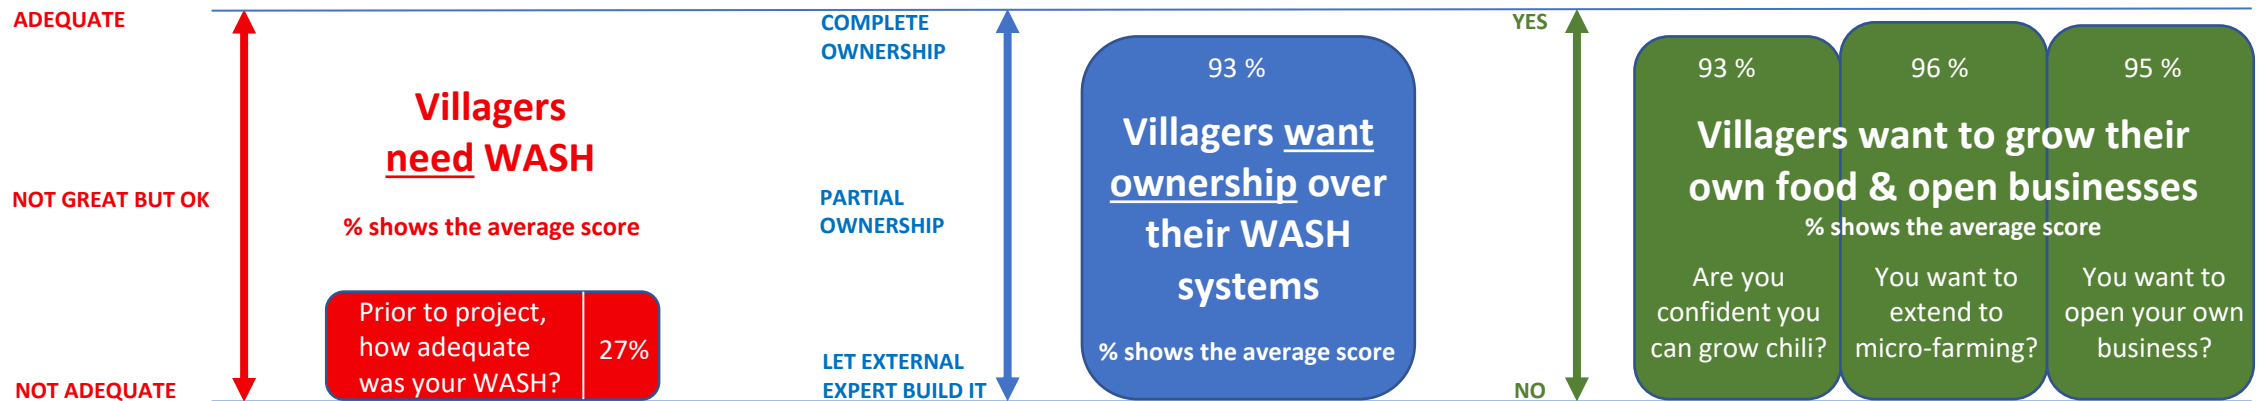 ADEQUATE
NOT GREAT BUT OK
NOT ADEQUATE
Villagers
need WASH
% shows the average score
Prior to project,
how adequate
was your WASH?
27%
COMPLETE
OWNERSHIP
PARTIAL
OWNERSHIP
LET EXTERNAL
EXPERT BUILD IT
93 %
Villagers want
ownership over
their WASH
systems
% shows the average score
YES
NO
93 %
96 %
95 %
Villagers want to grow their
own food & open businesses
% shows the average score
Are you
confident you
can grow chili?
You want to
extend to
micro-farming?
You want to
open your own
business?